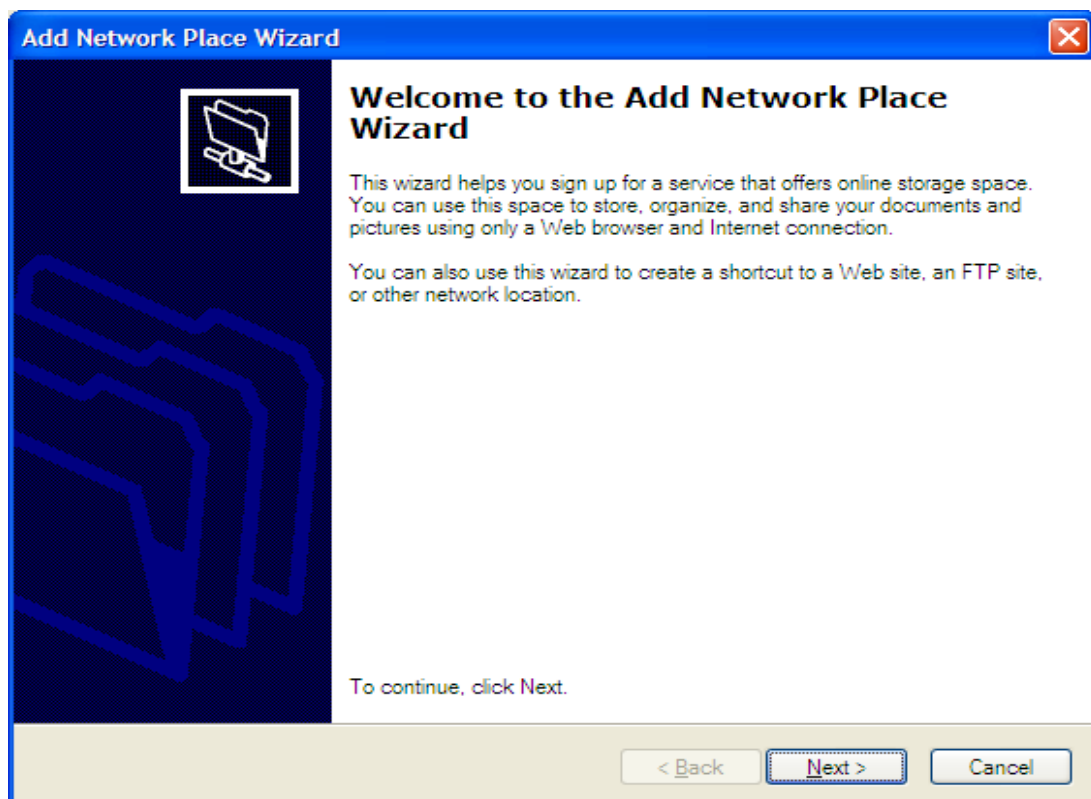 Add Network Place Wizard
Welcome to the Add Network Place
Wizard
This wizard helps you sign up for a service that offers online storage space.
You can use this space to store, organize, and share your documents and
pictures using only a Web browser and Internet connection.
You can also use this wizard to create a shortcut to a Web site, an FTP site,
or other network location.
To continue, click Next.
< Back Next > Cancel